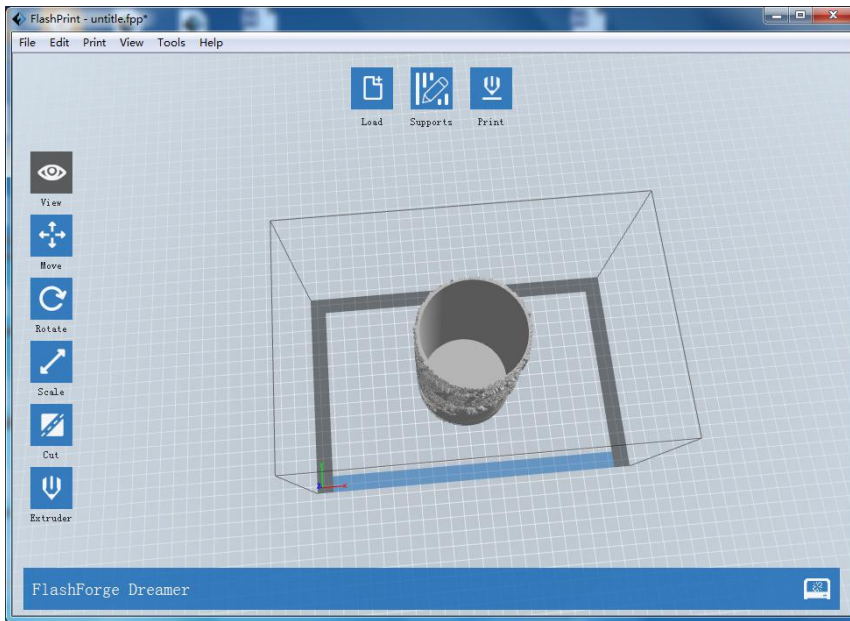 FlashPrint - untitle.fpp*
File Edit Print View Tools Help
Load Supports Print
View
Move
Rotate
Scale
Cut
Extruder
FlashForge Dreamer